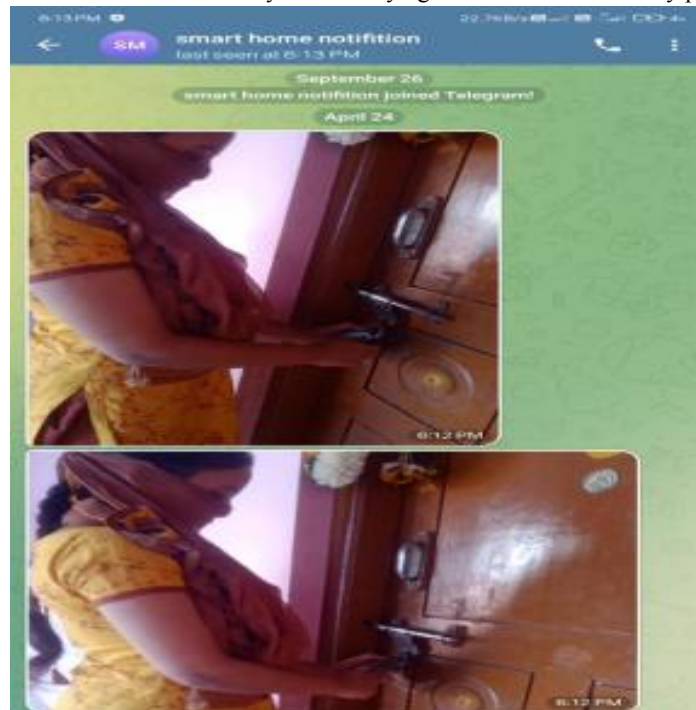 6:13 PM
SM
smart home notifition
last seen at 6:13 PM
September 26
smart home notifition joined Telegram!
April 24
6:12 PM
6:12 PM